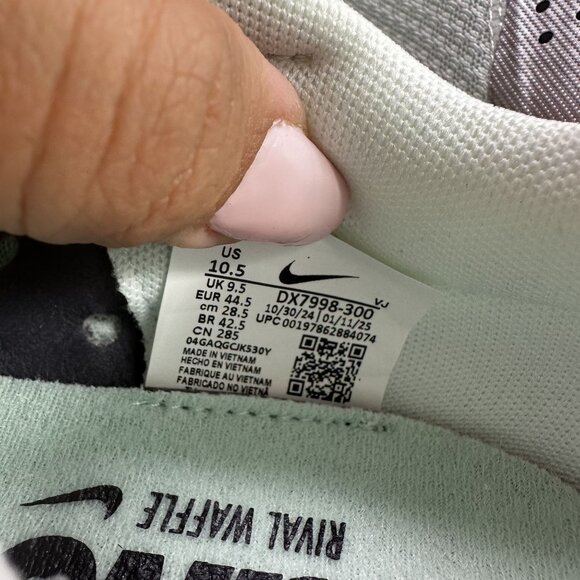 US
10.5
UK 9.5
EUR 44.5
cm 28.5
BR 42.5
CN 285
04GAQGCJK530Y
MADE IN VIETNAM
HECHO EN VIETNAM
FABRIQUE AU VIETNAM
FABRICADO NO VIETNAM
DX7998-300
VJ
10/30/24 | 01/11/25
UPC 00197862884074
RIVAL WAFFLE